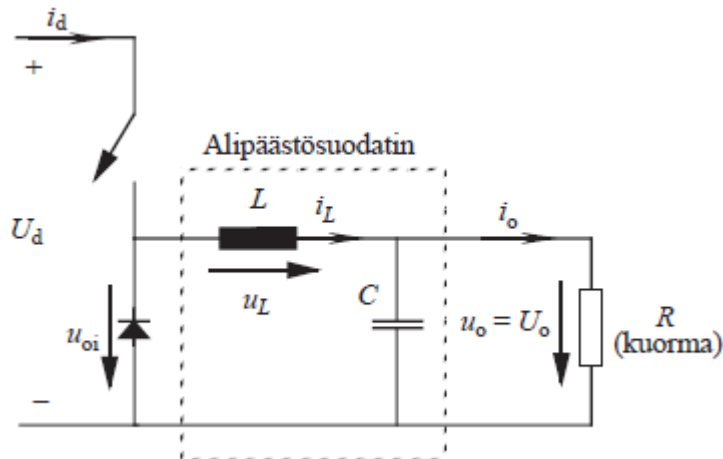 i_d
+
Alipäästösuodatin
L
i_L
i_o
U_d
u_L
C
u_oi
u_o = U_o
R
(kuorma)
−